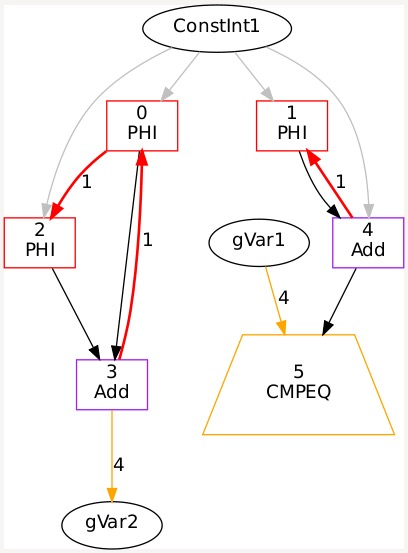 ConstInt1
0
PHI
1
PHI
1
1
2
PHI
gVar1
4
Add
1
4
3
Add
5
CMPEQ
4
gVar2